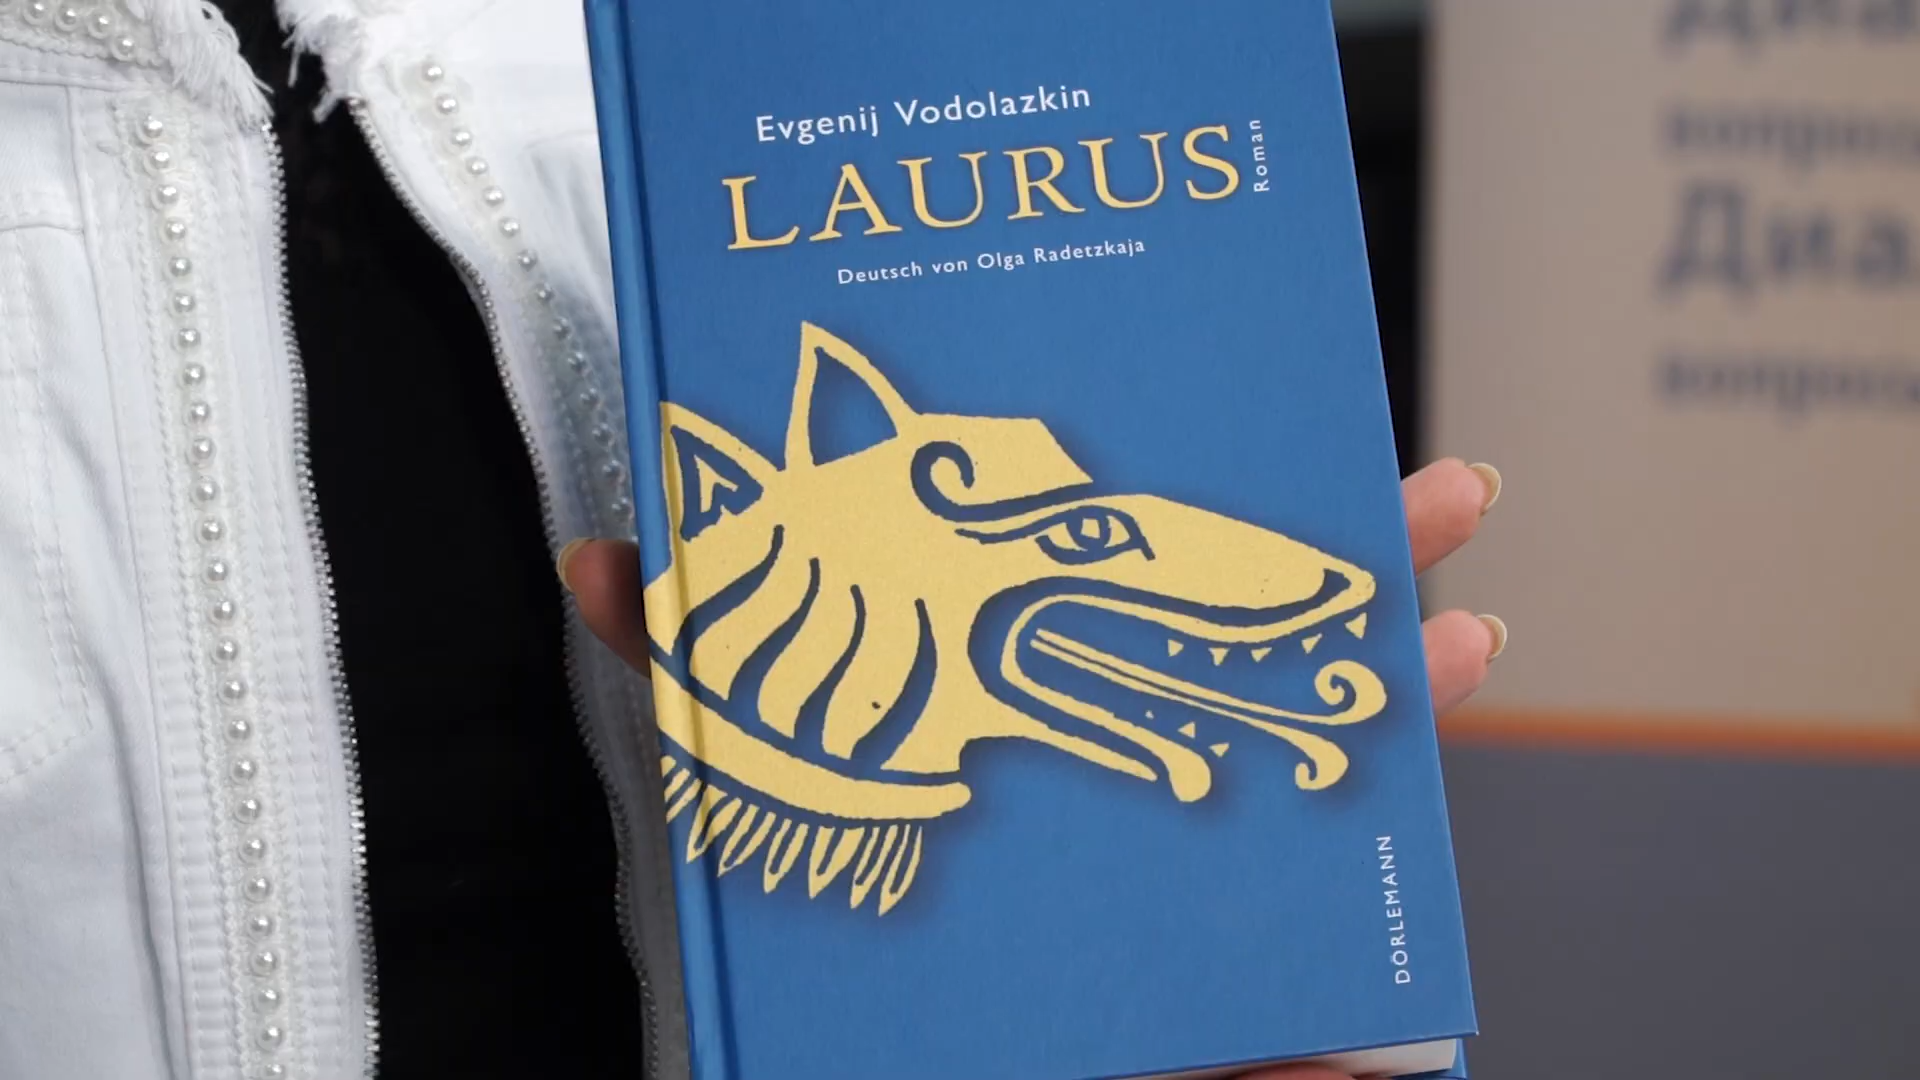 Evgenij Vodolazkin
LAURUS
Roman
Deutsch von Olga Radetzkaja
DÖRLEMANN